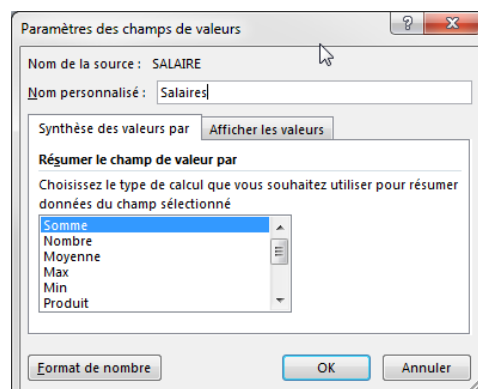 Paramètres des champs de valeurs
Nom de la source : SALAIRE
Nom personnalisé : Salaires
Synthèse des valeurs par Afficher les valeurs
Résumer le champ de valeur par
Choisissez le type de calcul que vous souhaitez utiliser pour résumer
données du champ sélectionné
Somme
Nombre
Moyenne
Max
Min
Produit
Format de nombre OK Annuler